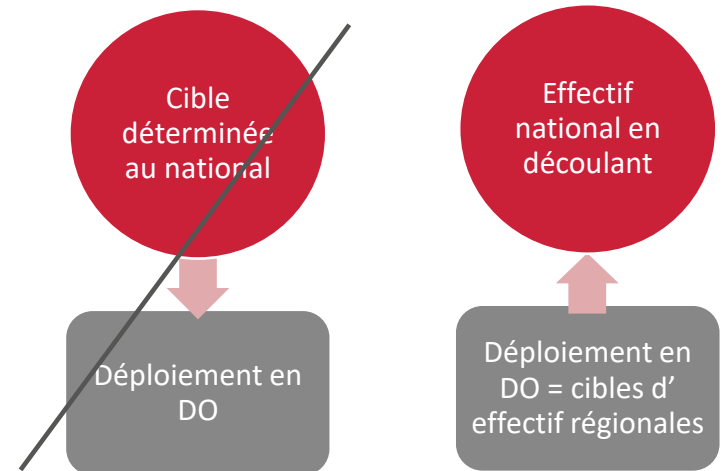 Cible
déterminée
au national
Déploiement en
DO
Effectif
national en
découlant
Déploiement en
DO = cibles d’
effectif régionales